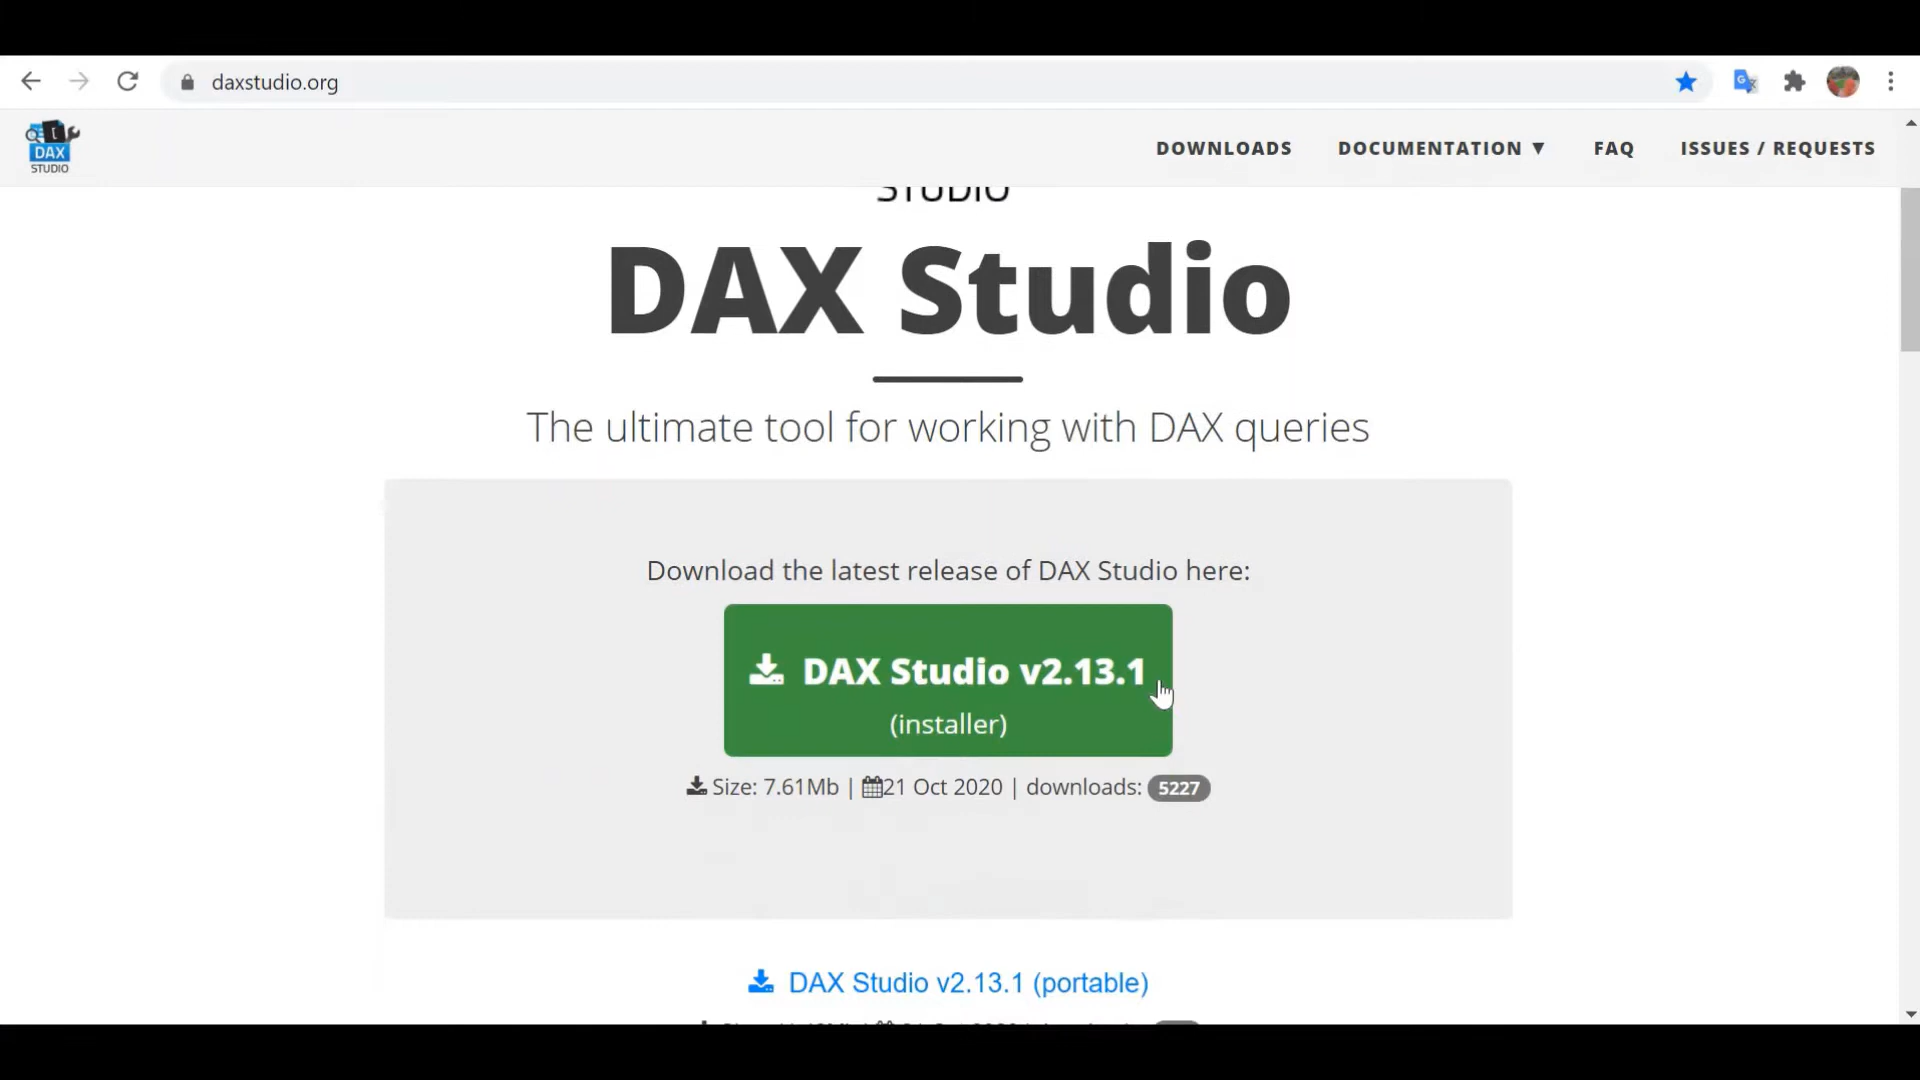 daxstudio.org
DAX
STUDIO
DOWNLOADS
DOCUMENTATION ▼
FAQ
ISSUES / REQUESTS
STUDIO
DAX Studio
The ultimate tool for working with DAX queries
Download the latest release of DAX Studio here:
DAX Studio v2.13.1
(installer)
Size: 7.61Mb | 21 Oct 2020 | downloads: 5227
DAX Studio v2.13.1 (portable)